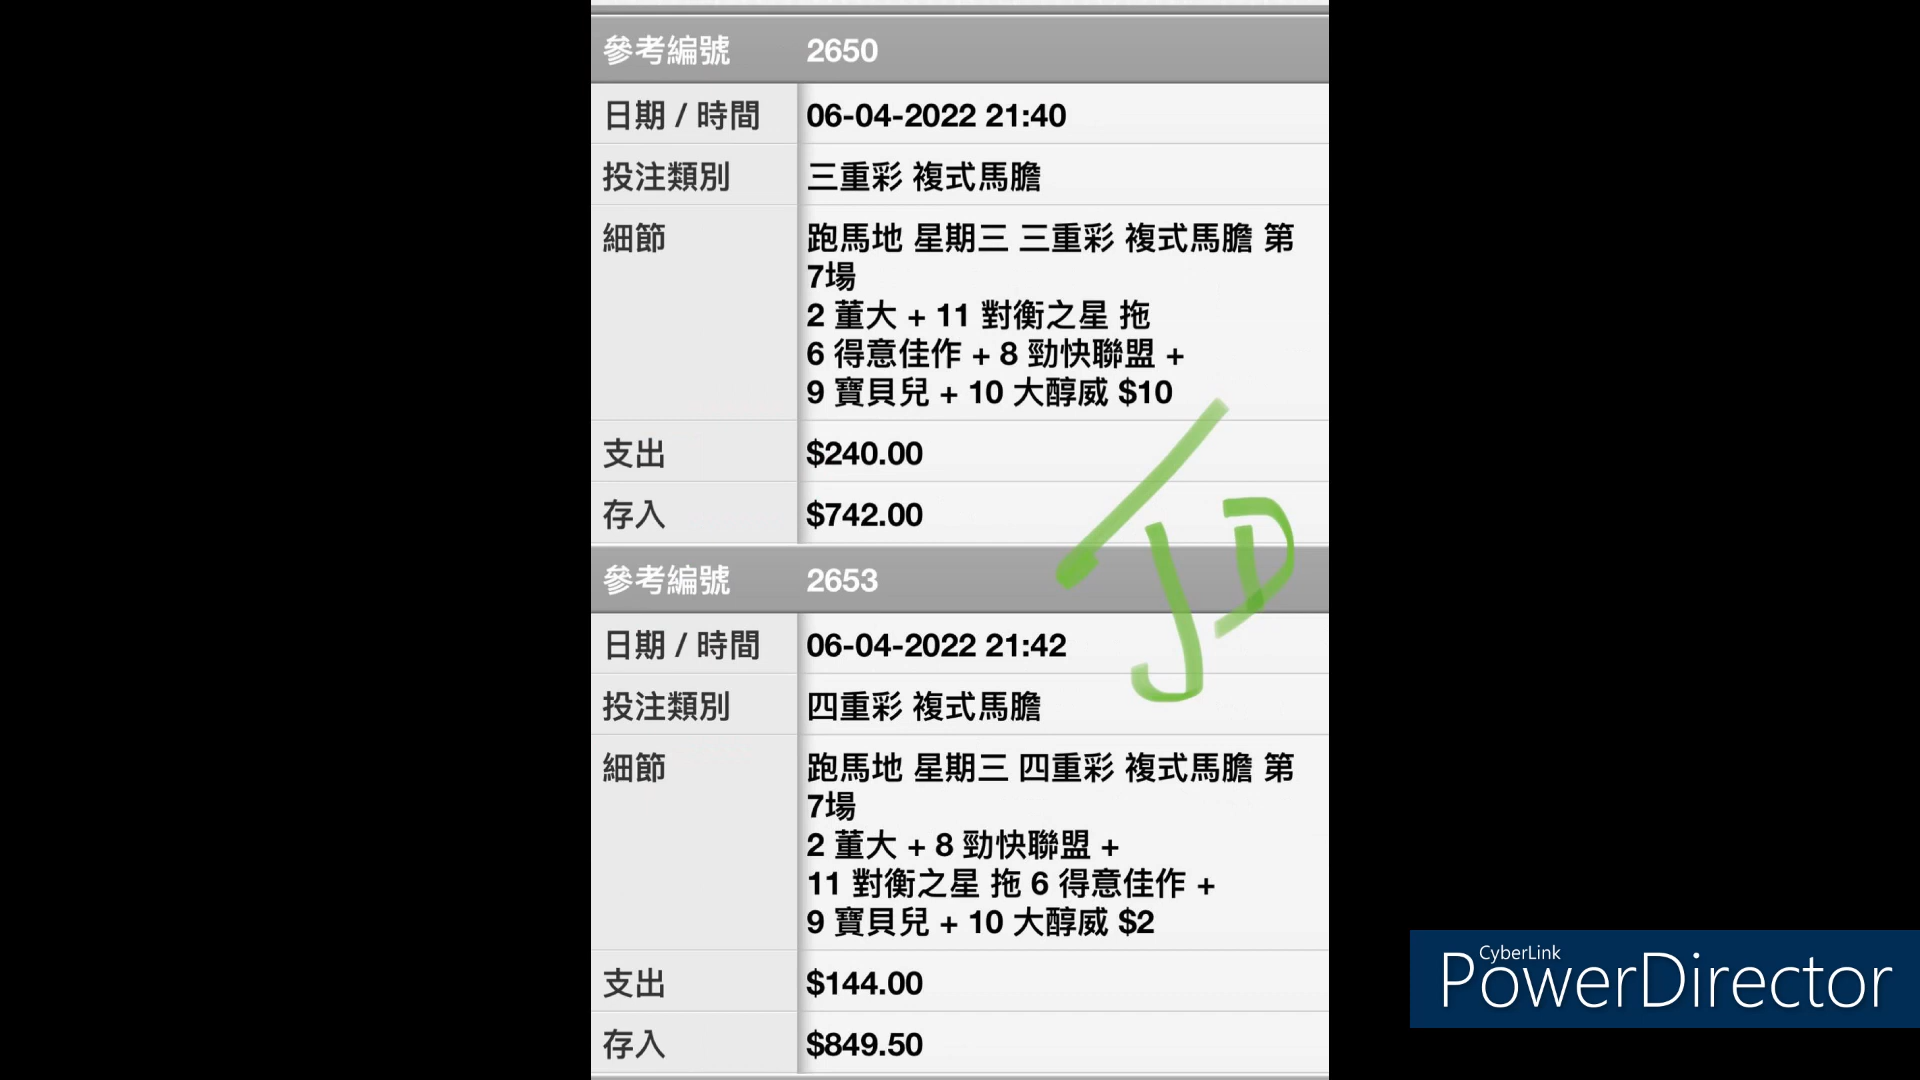 參考編號 2650
日期 / 時間 06-04-2022 21:40
投注類別 三重彩 複式馬膽
細節 跑馬地 星期三 三重彩 複式馬膽 第
7場
2 董大 + 11 對衡之星 拖
6 得意佳作 + 8 勁快聯盟 +
9 寶貝兒 + 10 大醇威 $10
支出 $240.00
存入 $742.00
參考編號 2653
日期 / 時間 06-04-2022 21:42
投注類別 四重彩 複式馬膽
細節 跑馬地 星期三 四重彩 複式馬膽 第
7場
2 董大 + 8 勁快聯盟 +
11 對衡之星 拖 6 得意佳作 +
9 寶貝兒 + 10 大醇威 $2
支出 $144.00
存入 $849.50
JD
CyberLink
PowerDirector